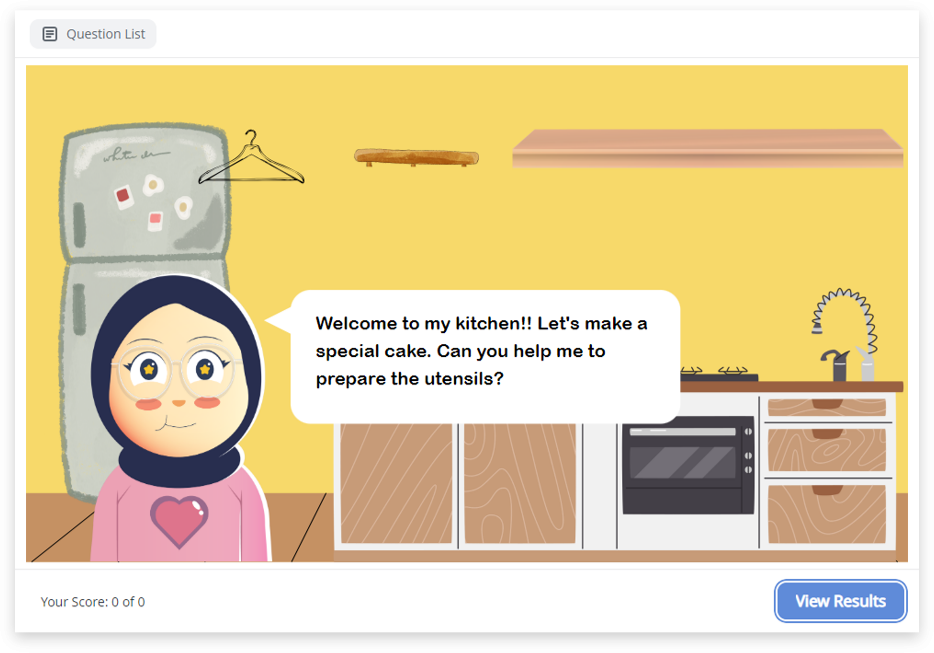 Question List
Welcome to my kitchen!! Let's make a
special cake. Can you help me to
prepare the utensils?
Your Score: 0 of 0
View Results